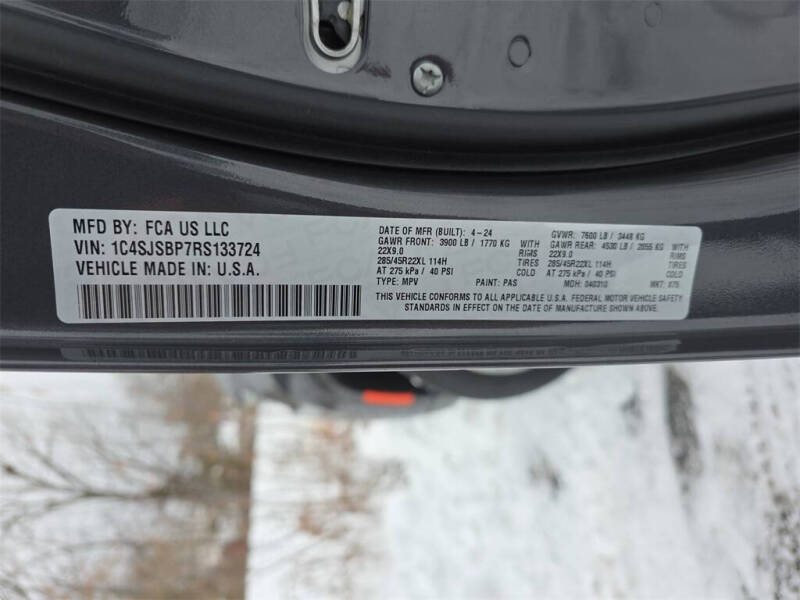 MFD BY: FCA US LLC
VIN: 1C4SJSBP7RS133724
VEHICLE MADE IN: U.S.A.
DATE OF MFR (BUILT): 4-24 GVWR: 7600 LB / 3448 KG
GAWR FRONT: 3900 LB / 1770 KG WITH GAWR REAR: 4530 LB / 2055 KG WITH
22X9.0 RIMS 22X9.0 RIMS
285/45R22XL 114H TIRES 285/45R22XL 114H TIRES
AT 275 kPa / 40 PSI COLD AT 275 kPa / 40 PSI COLD
TYPE: MPV PAINT: PAS MDH: 040310 MKT:
THIS VEHICLE CONFORMS TO ALL APPLICABLE U.S.A. FEDERAL MOTOR VEHICLE SAFETY
STANDARDS IN EFFECT ON THE DATE OF MANUFACTURE SHOWN ABOVE.